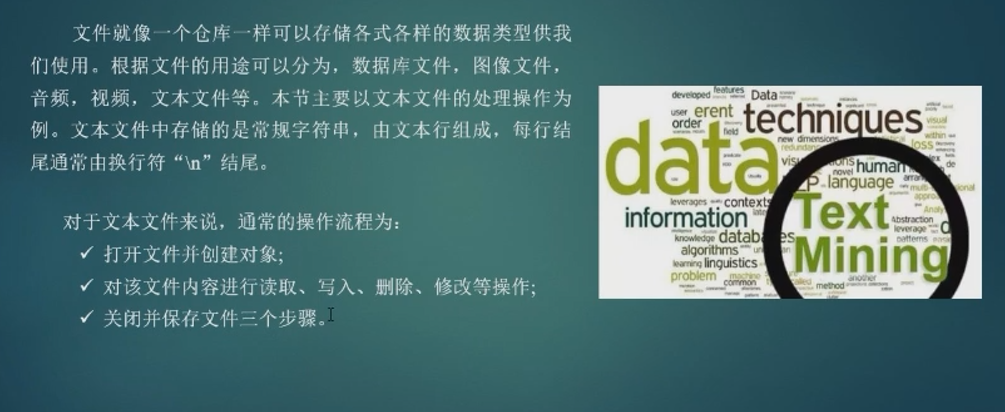 文件就像一个仓库一样可以存储各式各样的数据类型供我
们使用。根据文件的用途可以分为，数据库文件，图像文件，
音频，视频，文本文件等。本节主要以文本文件的处理操作为
例。文本文件中存储的是常规字符串，由文本行组成，每行结
尾通常由换行符“\n”结尾。
对于文本文件来说，通常的操作流程为：
✓ 打开文件并创建对象;
✓ 对该文件内容进行读取、写入、删除、修改等操作;
✓ 关闭并保存文件三个步骤。
developed features Data
user erent techniques
order
field
new dimensions
visual
within
loss
data
human
novel
language
leverages contexts
information
Text
Mining
Abstraction
leverage
patterns
knowledge
algorithms
learning linguistics
problem machine
common
method
another